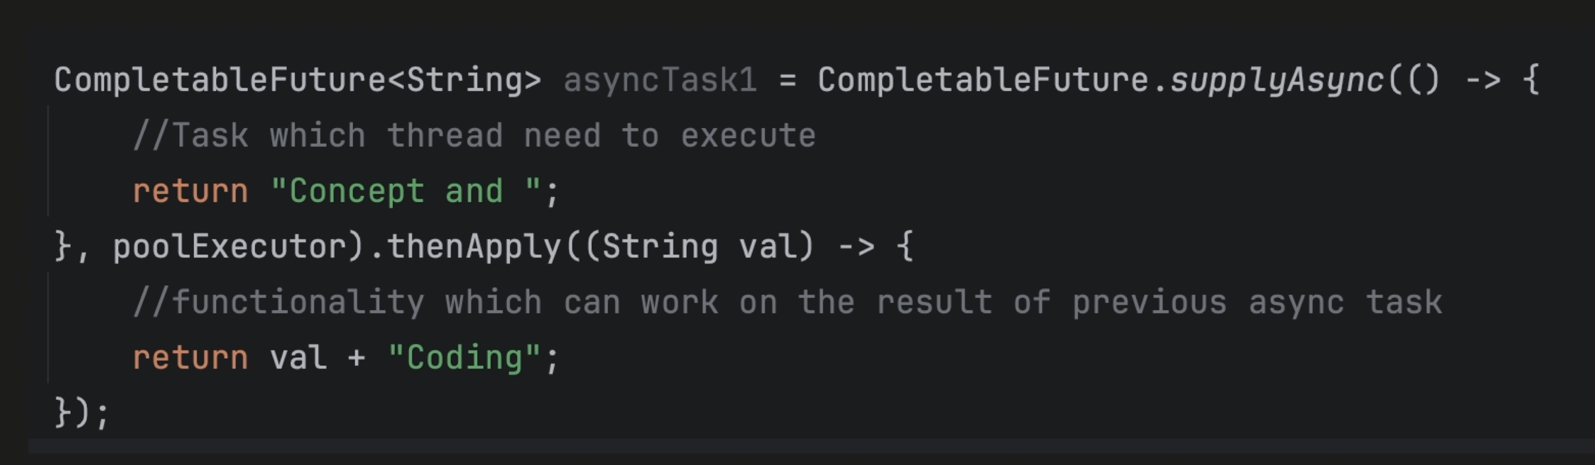 CompletableFuture<String> asyncTask1 = CompletableFuture.supplyAsync(() -> {
    //Task which thread need to execute
    return "Concept and ";
}, poolExecutor).thenApply((String val) -> {
    //functionality which can work on the result of previous async task
    return val + "Coding";
});